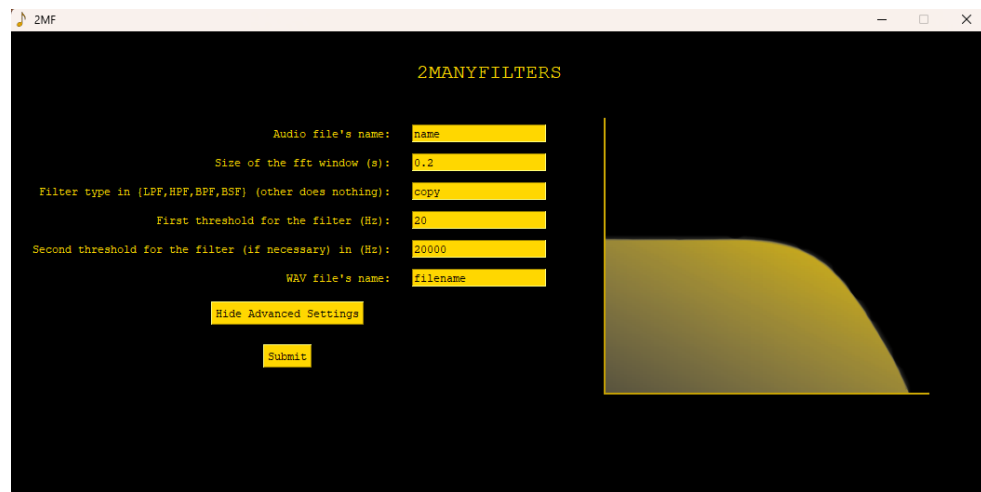 2MF
2MANYFILTERS
Audio file's name: name
Size of the fft window (s): 0.2
Filter type in {LPF,HPF,BPF,BSF} (other does nothing): copy
First threshold for the filter (Hz): 20
Second threshold for the filter (if necessary) in (Hz): 20000
WAV file's name: filename
Hide Advanced Settings
Submit